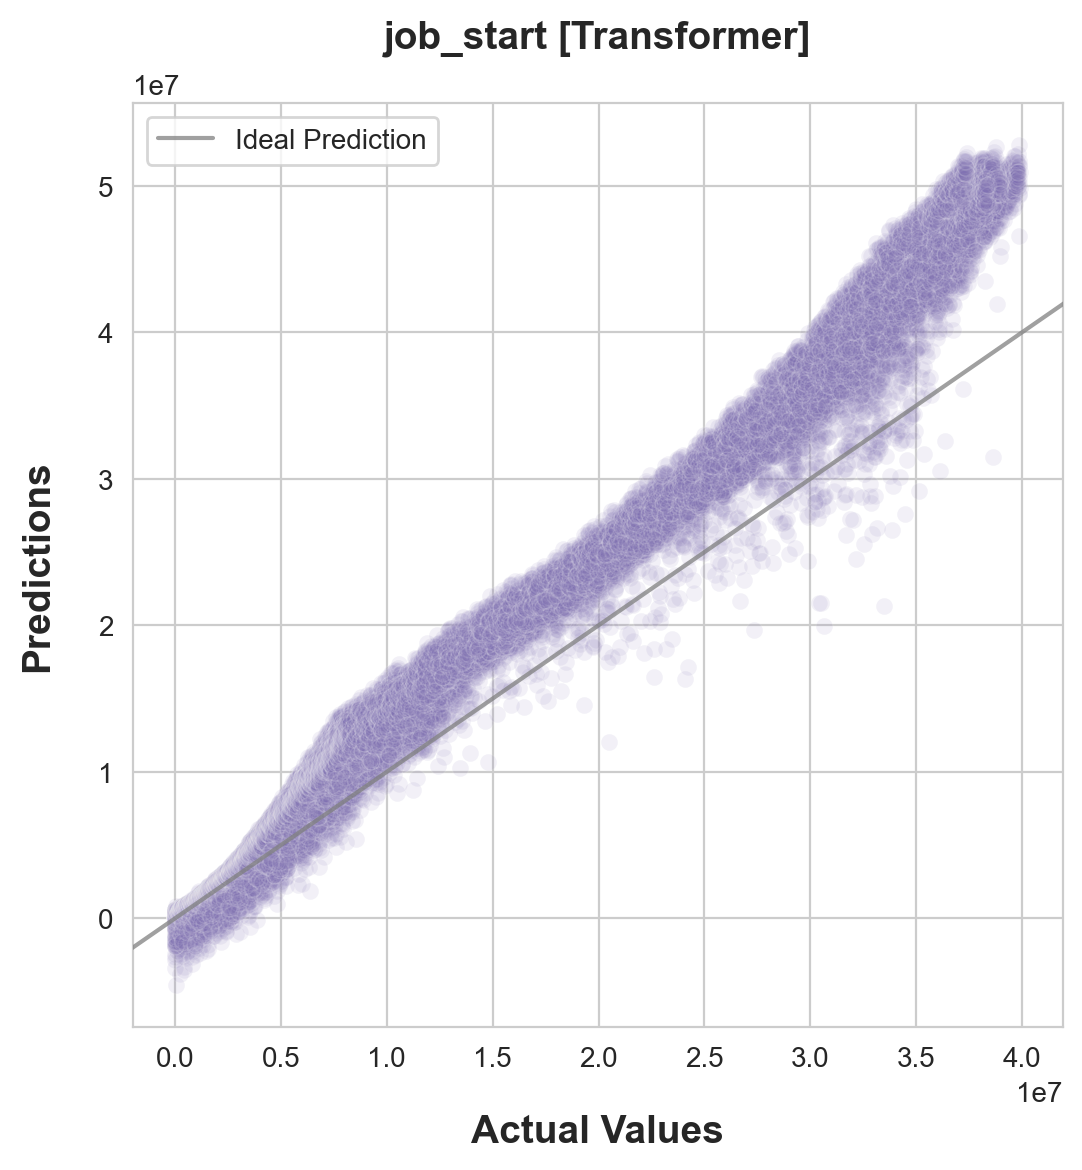 job_start [Transformer]
1e7
Ideal Prediction
5
4
3
2
1
0
Predictions
0.0 0.5 1.0 1.5 2.0 2.5 3.0 3.5 4.0
1e7
Actual Values